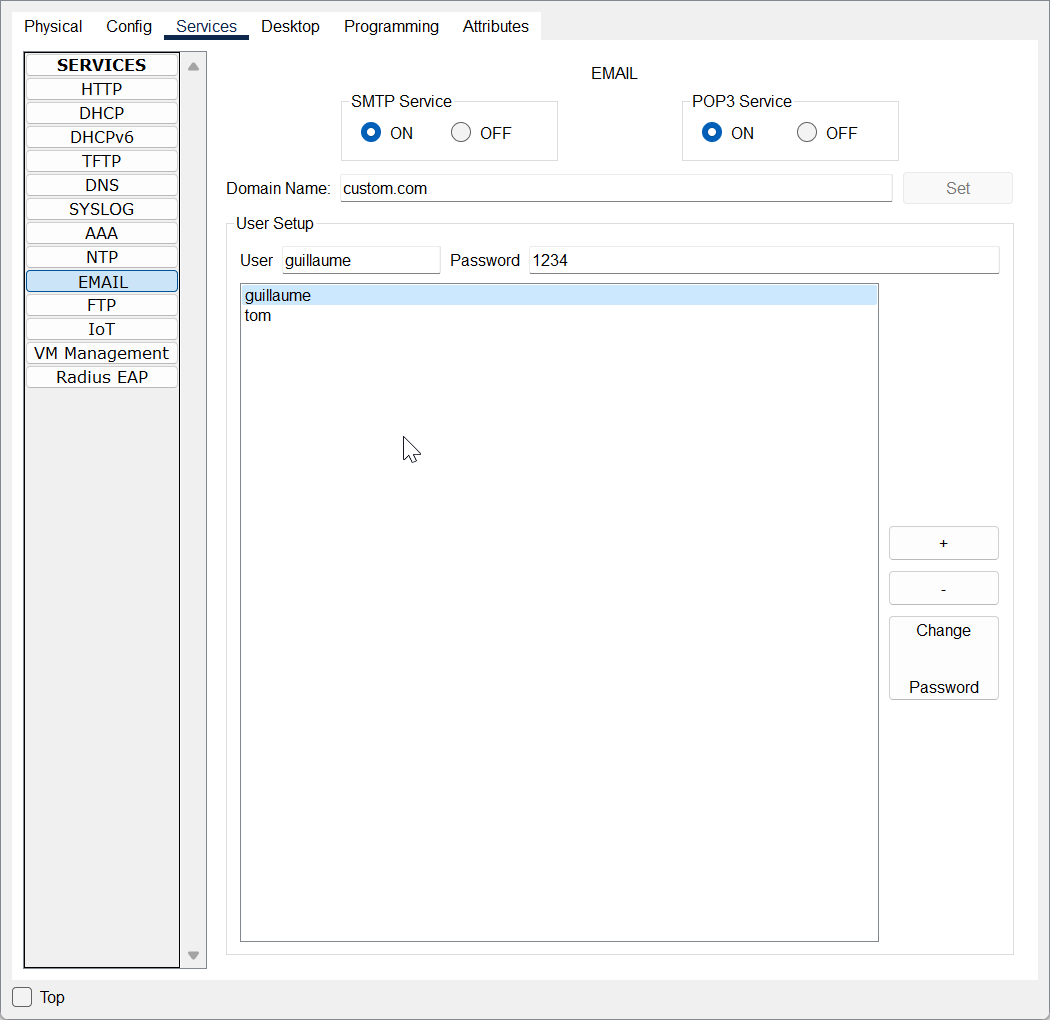 Physical Config Services Desktop Programming Attributes
SERVICES
HTTP
DHCP
DHCPv6
TFTP
DNS
SYSLOG
AAA
NTP
EMAIL
FTP
IoT
VM Management
Radius EAP
EMAIL
SMTP Service
ON OFF
POP3 Service
ON OFF
Domain Name: custom.com Set
User Setup
User guillaume Password 1234
guillaume
tom
+
-
Change
Password
Top